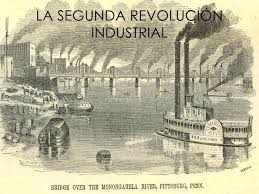 LA SEGUNDA REVOLUCIÓN
INDUSTRIAL
BRIDGE OVER THE MONONGAHELA RIVER, PITTSBURG, PENN.